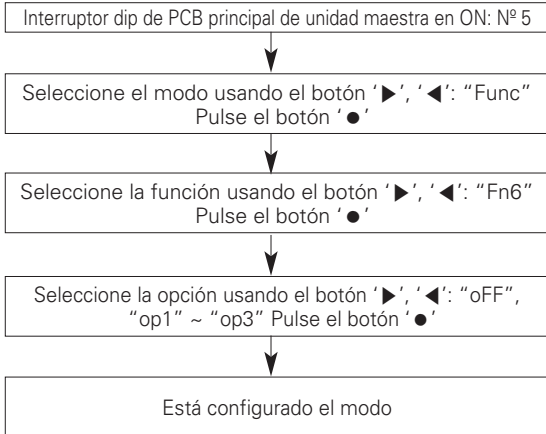 Interruptor dip de PCB principal de unidad maestra en ON: Nº 5
Seleccione el modo usando el botón ‘▶’, ‘◀’: “Func”
Pulse el botón ‘●’
Seleccione la función usando el botón ‘▶’, ‘◀’: “Fn6”
Pulse el botón ‘●’
Seleccione la opción usando el botón ‘▶’, ‘◀’: “oFF”,
“op1” ~ “op3” Pulse el botón ‘●’
Está configurado el modo